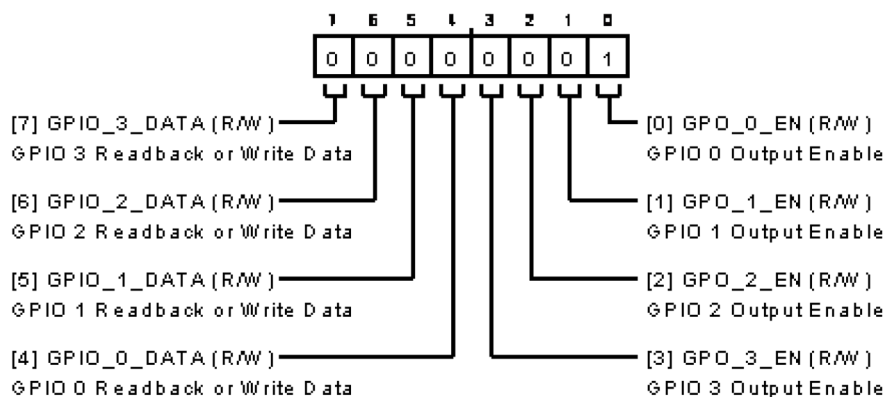 7 6 5 4 3 2 1 0
0 0 0 0 0 0 0 1
[7] GPIO_3_DATA (R/W)
GPIO 3 Readback or Write Data
[6] GPIO_2_DATA (R/W)
GPIO 2 Readback or Write Data
[5] GPIO_1_DATA (R/W)
GPIO 1 Readback or Write Data
[4] GPIO_0_DATA (R/W)
GPIO 0 Readback or Write Data
[0] GPO_0_EN (R/W)
GPIO 0 Output Enable
[1] GPO_1_EN (R/W)
GPIO 1 Output Enable
[2] GPO_2_EN (R/W)
GPIO 2 Output Enable
[3] GPO_3_EN (R/W)
GPIO 3 Output Enable